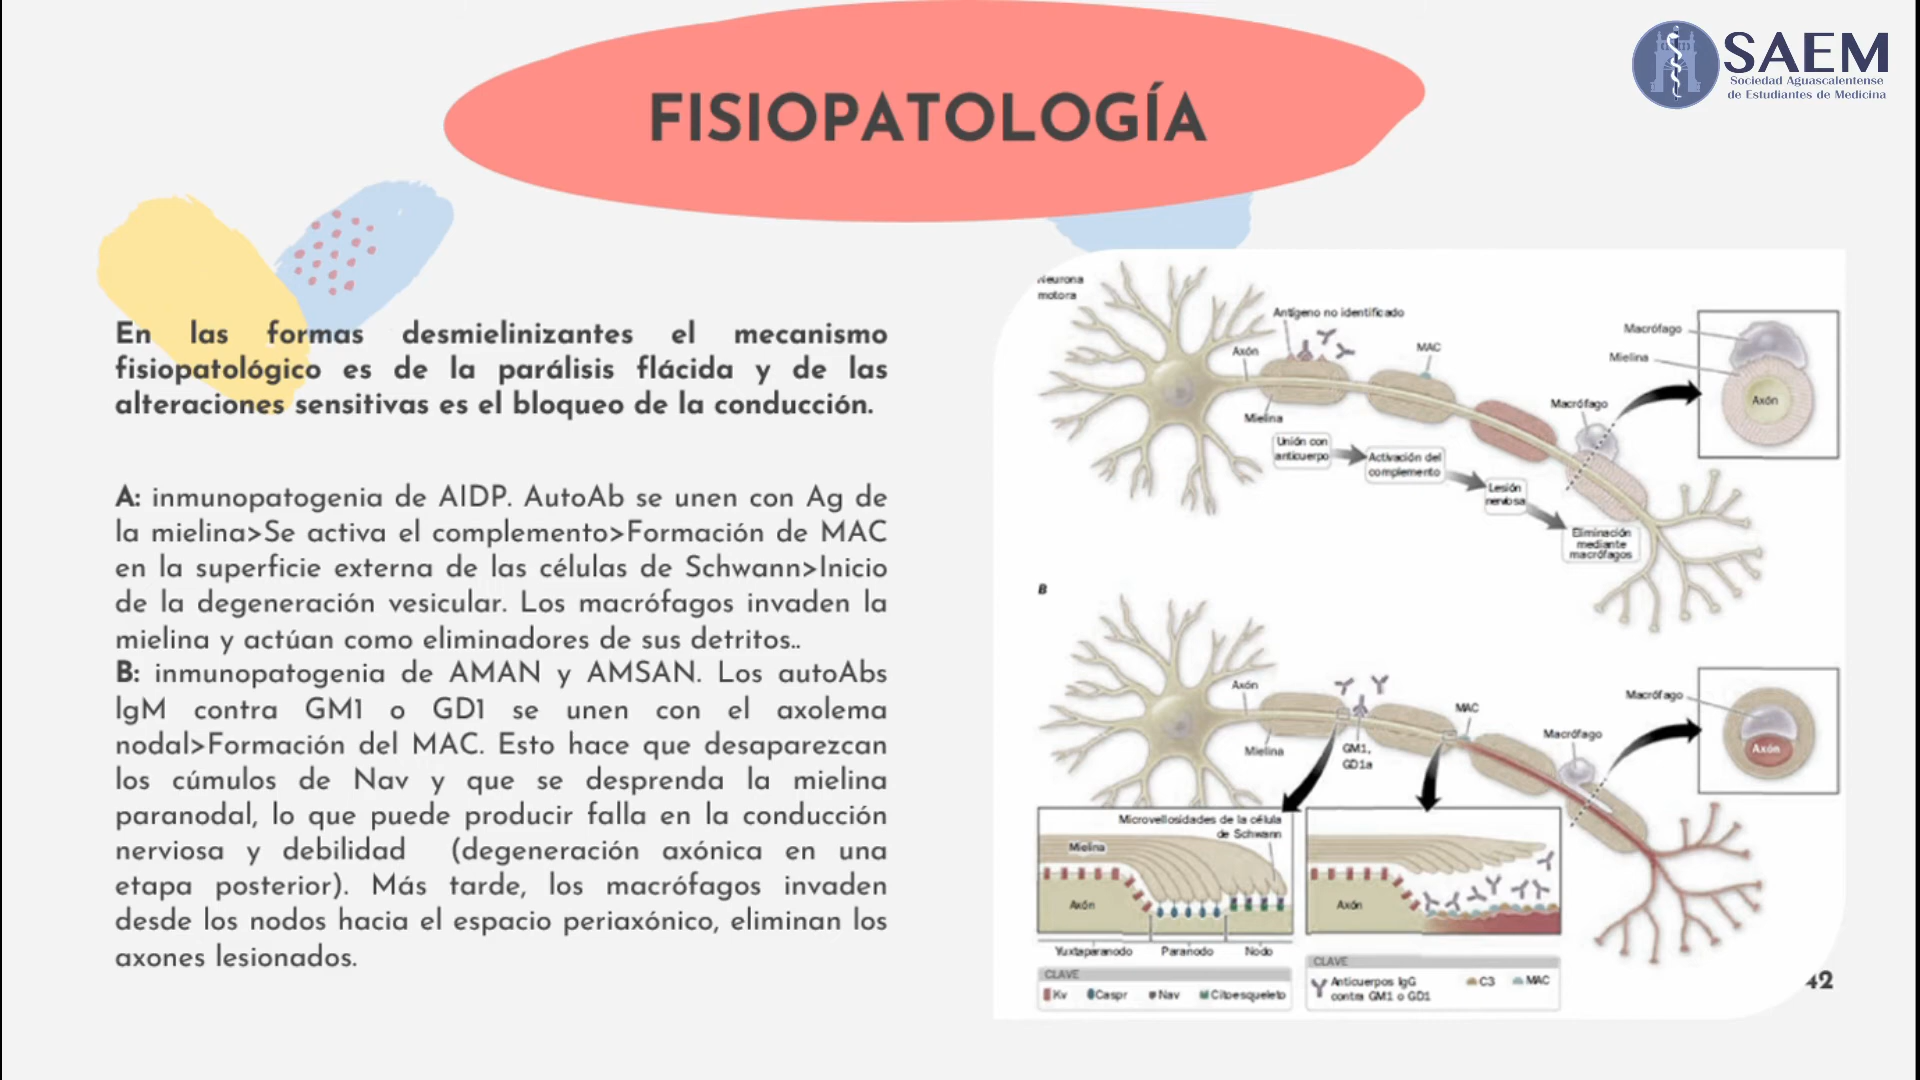 SAEM
Sociedad Aguascalentense
de Estudiantes de Medicina
FISIOPATOLOGÍA
En las formas desmielinizantes el mecanismo
fisiopatológico es de la parálisis flácida y de las
alteraciones sensitivas es el bloqueo de la conducción.
A: inmunopatogenia de AIDP. AutoAb se unen con Ag de
la mielina>Se activa el complemento>Formación de MAC
en la superficie externa de las células de Schwann>Inicio
de la degeneración vesicular. Los macrófagos invaden la
mielina y actúan como eliminadores de sus detritos..
B: inmunopatogenia de AMAN y AMSAN. Los autoAbs
IgM contra GM1 o GD1 se unen con el axolema
nodal>Formación del MAC. Esto hace que desaparezcan
los cúmulos de Nav y que se desprenda la mielina
paranodal, lo que puede producir falla en la conducción
nerviosa y debilidad (degeneración axónica en una
etapa posterior). Más tarde, los macrófagos invaden
desde los nodos hacia el espacio periaxónico, eliminan los
axones lesionados.
Neurona
motora
Antígeno no identificado
Axón
MAC
Mielina
Macrófago
Macrófago
Mielina
Axón
Unión con
anticuerpo
Activación del
complemento
Lesión
nerviosa
Eliminación
mediante
macrófagos
B
Axón
Mielina
GM1,
GD1a
MAC
Macrófago
Macrófago
Axón
Microvellosidades de la célula
de Schwann
Mielina
Axón
Axón
Yuxtaparanodo
Paranodo
Nodo
CLAVE
Kv
Caspr
Nav
Citoesqueleto
CLAVE
Anticuerpos IgG
contra GM1 o GD1
C3
MAC
42